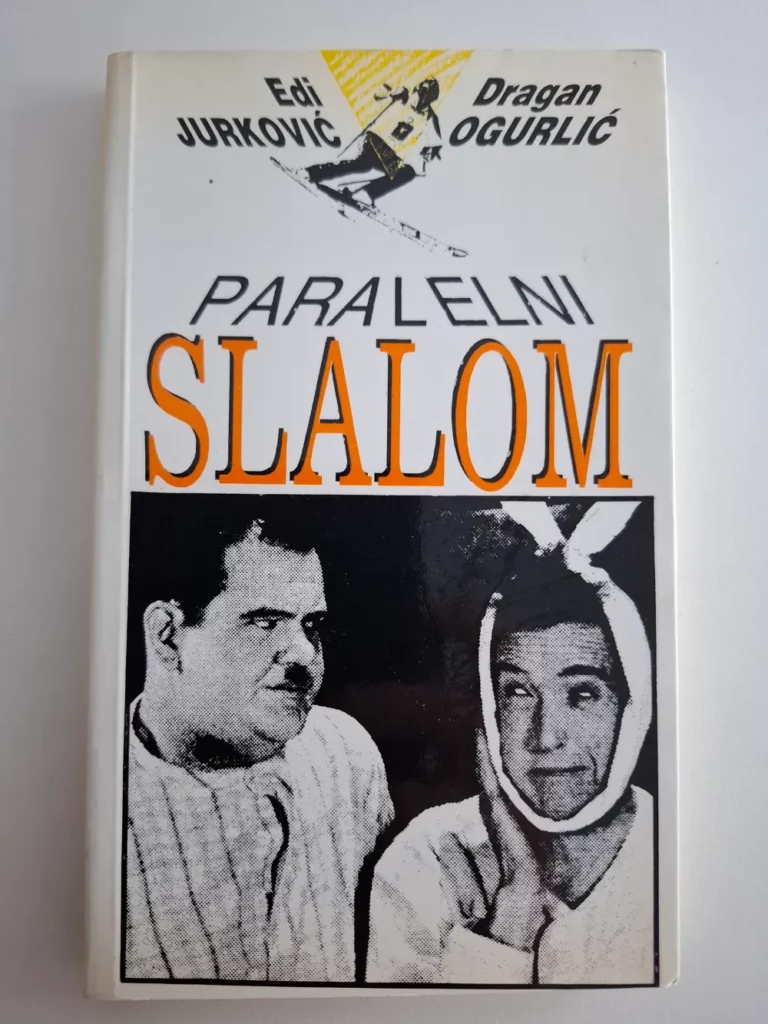 Edi
JURKOVIĆ
Dragan
OGURLIĆ
PARALELNI
SLALOM